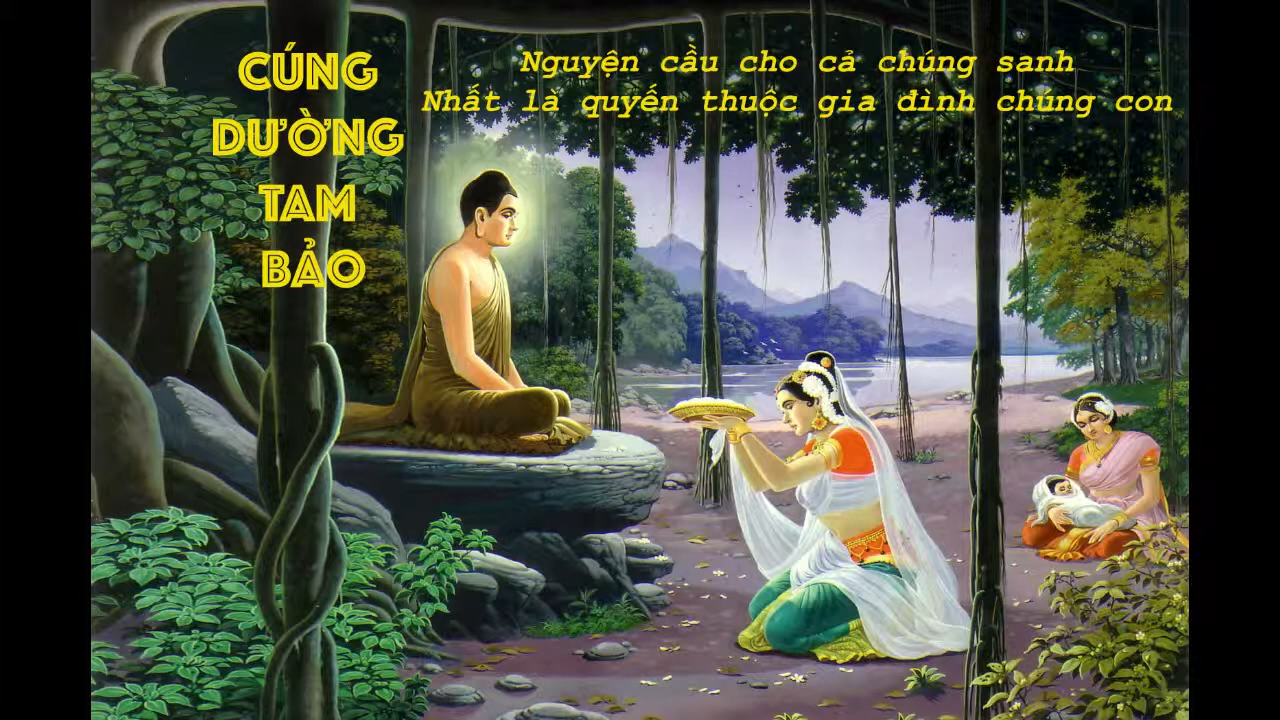 CÚNG
DƯỜNG
TAM
BẢO
Nguyện cầu cho cả chúng sanh
Nhất là quyến thuộc gia đình chúng con